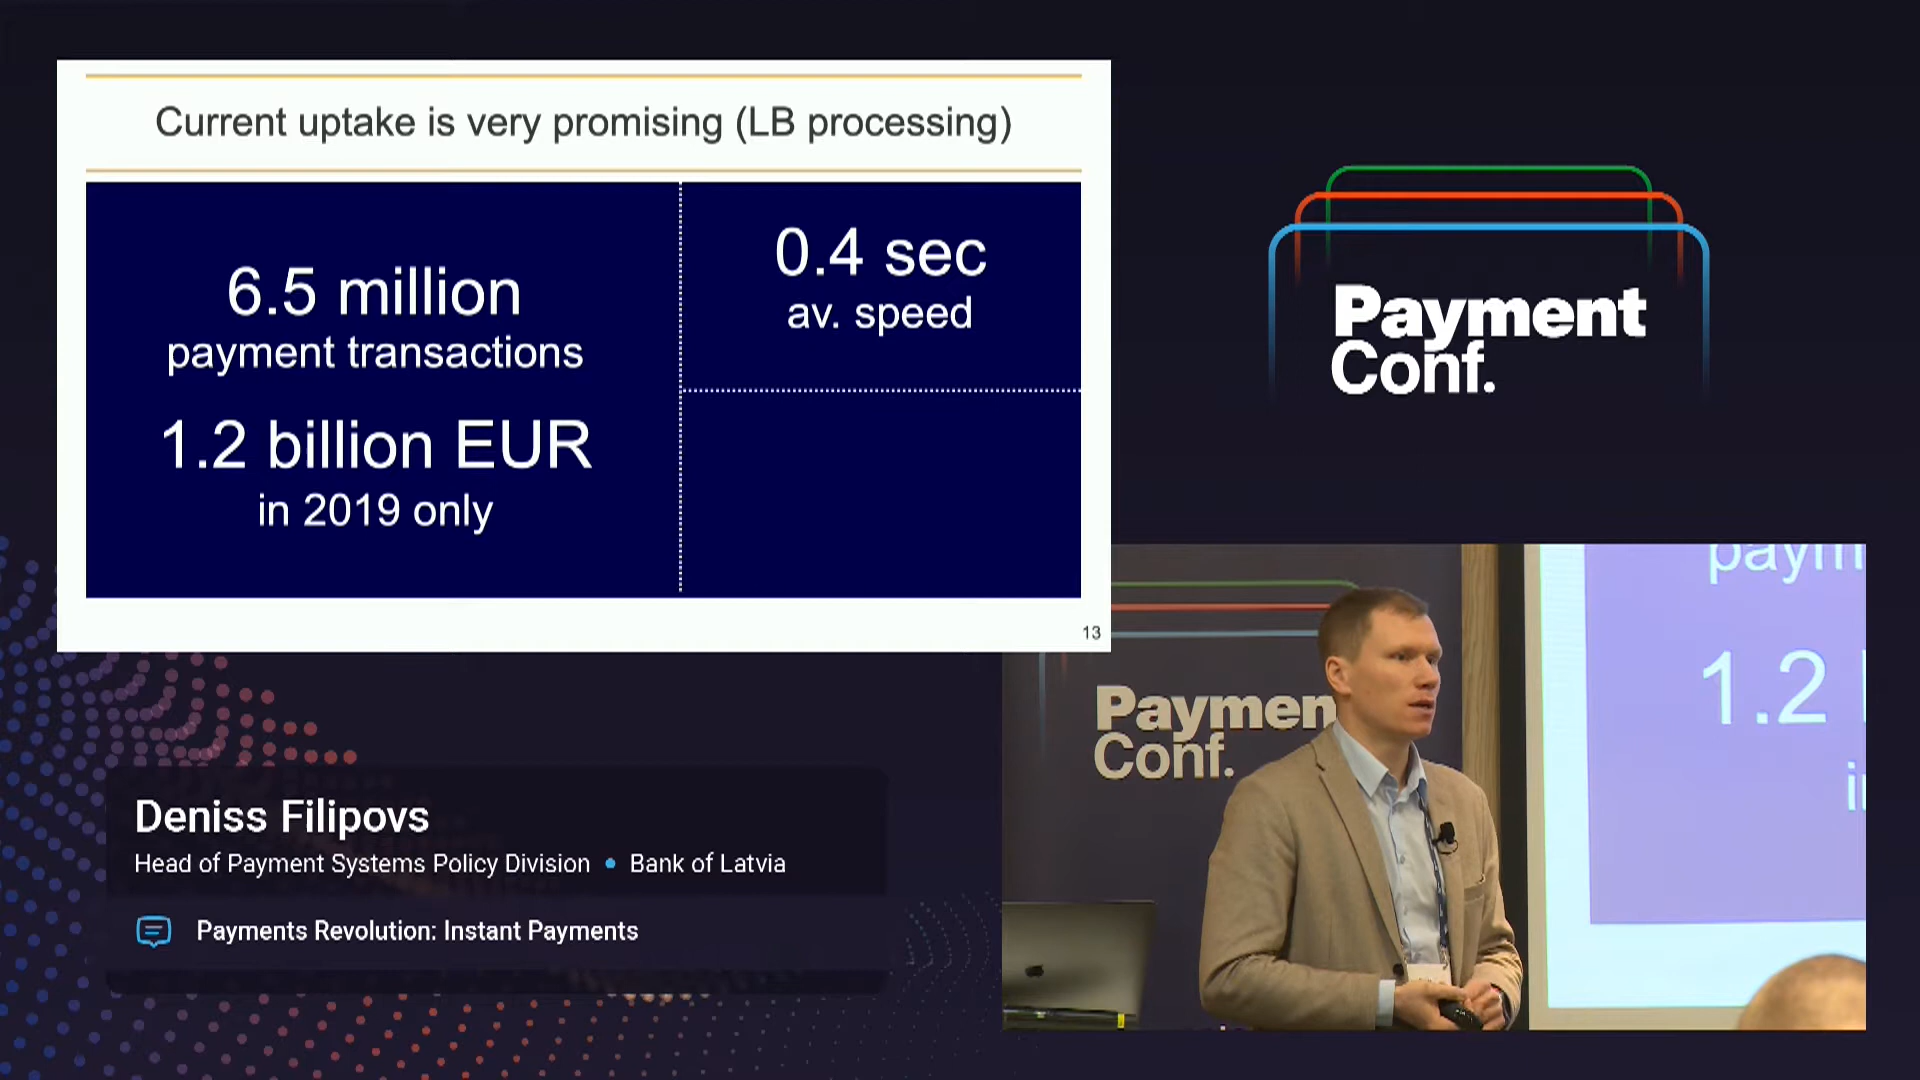 Current uptake is very promising (LB processing)
6.5 million
payment transactions
1.2 billion EUR
in 2019 only
0.4 sec
av. speed
13
Payment
Conf.
Deniss Filipovs
Head of Payment Systems Policy Division • Bank of Latvia
Payments Revolution: Instant Payments
Paymen
Conf.
paym
1.2